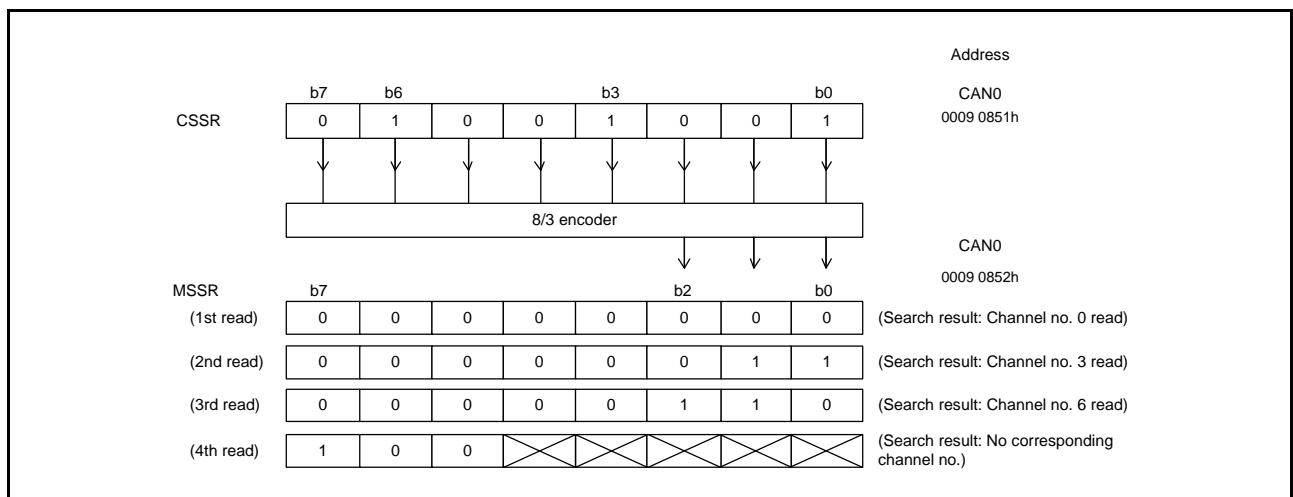 Address
b7 b6 b3 b0 CAN0
CSSR 0 1 0 0 1 0 0 1 0009 0851h
8/3 encoder
CAN0
0009 0852h
MSSR b7 b2 b0
(1st read) 0 0 0 0 0 0 0 0 (Search result: Channel no. 0 read)
(2nd read) 0 0 0 0 0 0 1 1 (Search result: Channel no. 3 read)
(3rd read) 0 0 0 0 0 1 1 0 (Search result: Channel no. 6 read)
(4th read) 1 0 0 (Search result: No corresponding
channel no.)